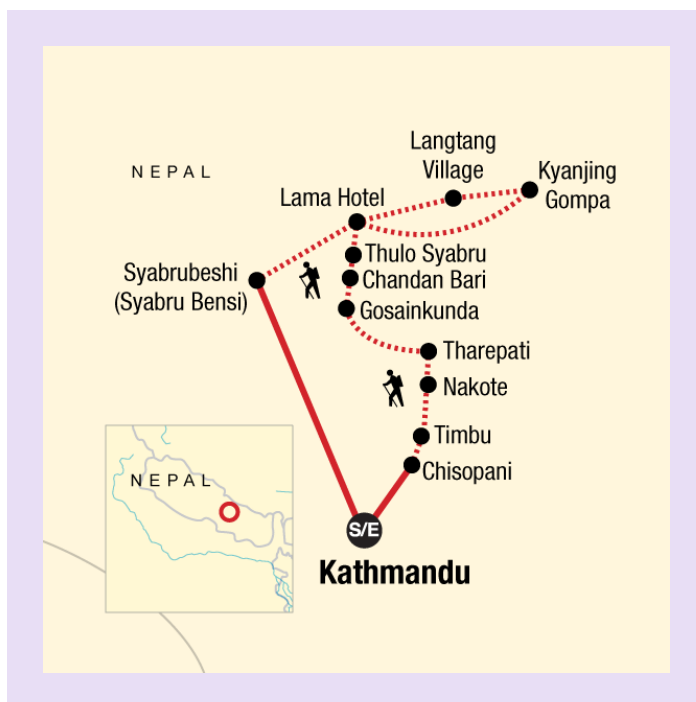 NEPAL
Langtang
Village
Kyanjing
Gompa
Lama Hotel
Thulo Syabru
Syabrubeshi
(Syabru Bensi)
Chandan Bari
Gosainkunda
Tharepati
Nakote
Timbu
Chisopani
NEPAL
S/E
Kathmandu